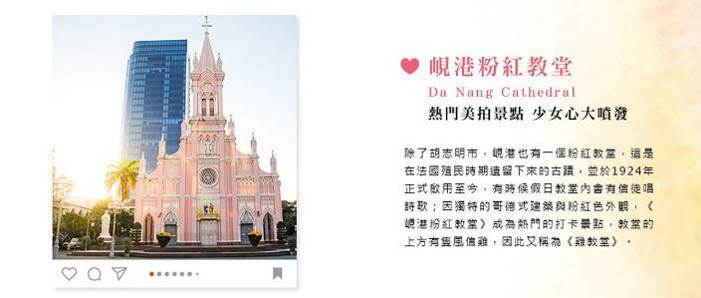 峴港粉紅教堂
Da Nang Cathedral
熱門美拍景點 少女心大噴發
除了胡志明市，峴港也有一個粉紅教堂，這是
在法國殖民時期遺留下來的古蹟，並於1924年
正式啟用至今，有時候假日教堂內會有信徒唱
詩歌；因獨特的哥德式建築與粉紅色外觀，《
峴港粉紅教堂》成為熱門的打卡景點，教堂的
上方有隻風信雞，因此又稱為《雞教堂》。